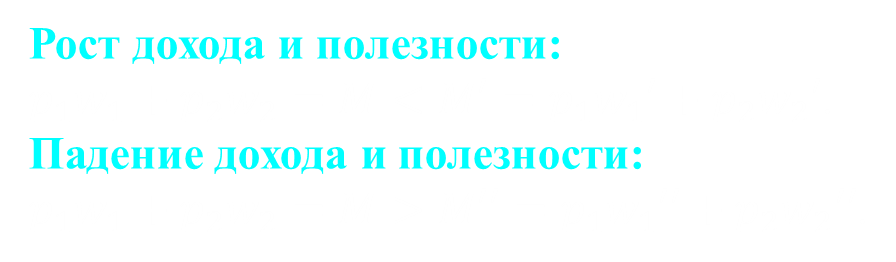 Рост дохода и полезности:
Падение дохода и полезности: